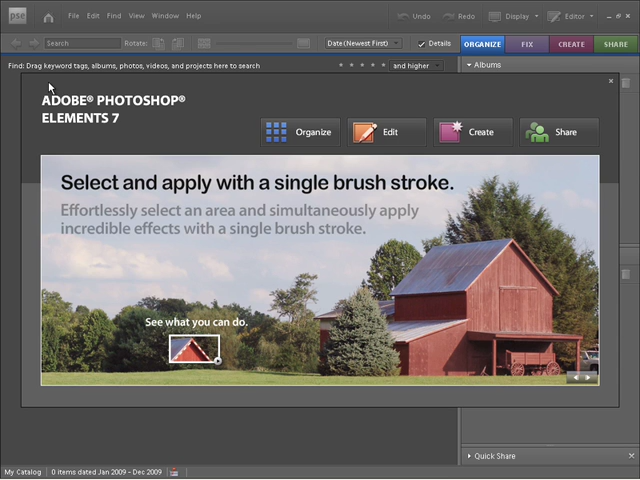 pse File Edit Find View Window Help Undo Redo Display Editor
Search Rotate: Date (Newest First) Details ORGANIZE FIX CREATE SHARE
Find: Drag keyword tags, albums, photos, videos, and projects here to search and higher Albums
ADOBE® PHOTOSHOP®
ELEMENTS 7
Organize Edit Create Share
Select and apply with a single brush stroke.
Effortlessly select an area and simultaneously apply
incredible effects with a single brush stroke.
See what you can do.
Quick Share
My Catalog 0 items dated Jan 2009 - Dec 2009